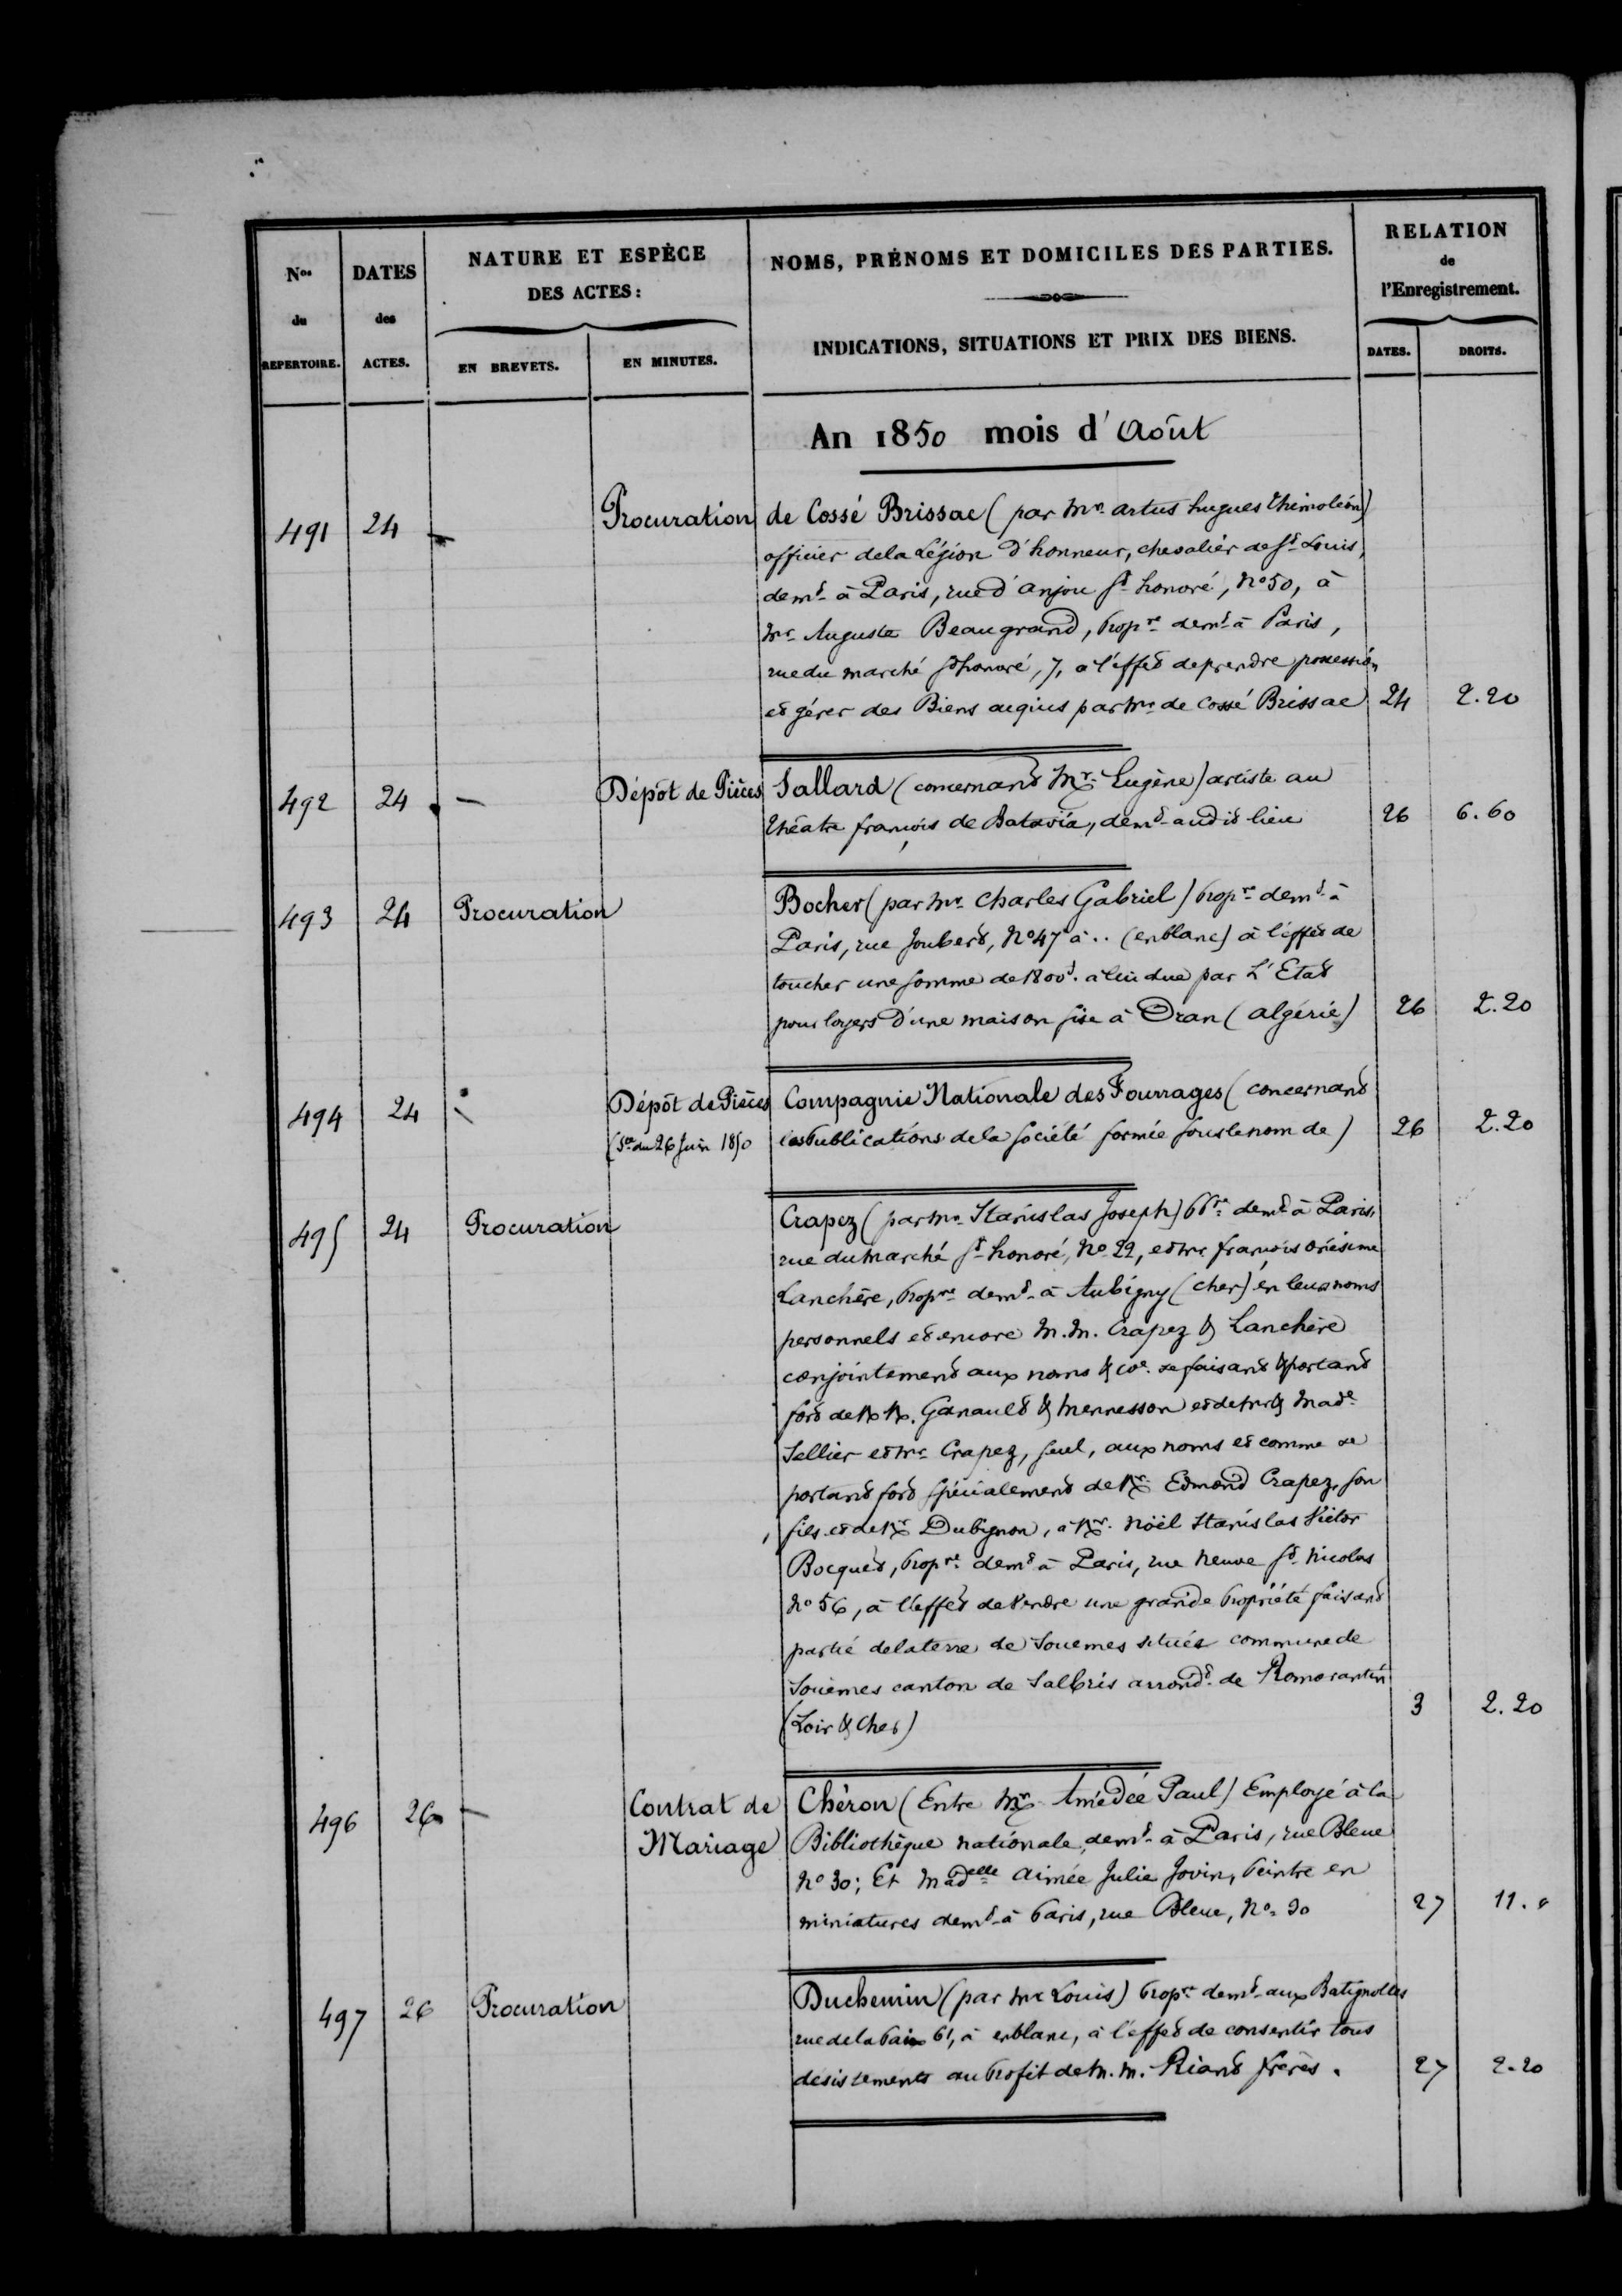 Nos du REPERTOIRE. DATES des ACTES. NATURE ET ESPÈCE DES ACTES: EN BREVETS. EN MINUTES. NOMS, PRÉNOMS ET DOMICILES DES PARTIES. INDICATIONS, SITUATIONS ET PRIX DES BIENS. RELATION de l'Enregistrement. DATES. DROITS.
An 1850 mois d'Août
491 24 — Procuration de Cossé Brissac (par Mr. artus hugues thimoléon)
officier de la Légion d'honneur, chevalier de St. Louis,
demt. à Paris, rue d'anjou St. honoré, No 50, à
Mr. Auguste Beaugrand, propre. demt. à Paris,
rue du marché St honoré, 7, à l'effet de prendre possession
et gérer des Biens acquis par Mr. de Cossé Brissac 24 2.20
492 24 — Dépôt de Pièces Sallard (concernant Mr. Eugène) artiste au
théatre français de Batavia, demt. audit lieu 26 6.60
493 24 Procuration Bocher (par Mr. Charles Gabriel) propre. demt. à
Paris, rue Joubert, No 47 à .. (en blanc) à l'effet de
toucher une somme de 1800f. à lui due par L'Etat
pour loyers d'une maison sise à Oran (algérie) 26 2.20
494 24 — Dépôt de Pièces Compagnie Nationale des Fourrages (concernant
(Sté. du 26 Juin 1850 les Publications de la société formée sous le nom de) 26 2.20
495 24 Procuration Crapez (par Mr. Stanislas Joseph) ppre. demt. à Paris,
rue du marché St. honoré, No. 22, et Mr. françois onésime
Lanchère, propre. demt. à Aubigny (cher) en leurs noms
personnels et encore M. M. Crapez & Lanchère
conjointement aux noms & coe. se faisant & portant
fort de M M. Ganault & Mennesson et de Mr & Made.
Sellier et Mr. Crapez, seul, aux noms et comme se
portant fort spécialement de Mr. Edmond Crapez, son
fils et de Mr Dubignon, à Mr. Noël Stanislas Victor
Bocquet, propre. demt à Paris, rue neuve St. Nicolas
No 56, à l'effet de Vendre une grande Propriété faisant
partie de la terre de Souemes située commune de
Souemes canton de Salbris arrondt. de Romorantin
(Loir & Cher) 3 2.20
496 26 — Contrat de Chéron (Entre Mr. Amédée Paul) Employé à la
Mariage Bibliothèque nationale, demt. à Paris, rue Bleue
No 30; Et Madelle. Aimée Julie Jovin, Peintre en
miniatures demt. à Paris, rue Bleue, No. 30 27 11. "
497 26 Procuration Duchemin (par Mr Louis) propre demt. aux Batignolles
rue de la Paix 61, à en blanc, à l'effet de consentir tous
désistements au Profit de M. M. Riant frères. 27 2.20